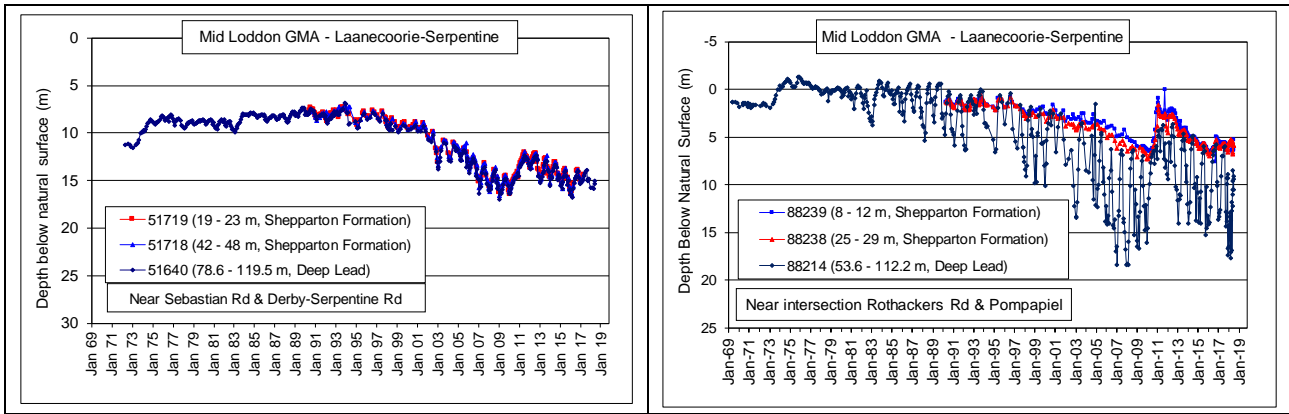 Mid Loddon GMA - Laanecoorie-Serpentine
Depth below natural surface (m)
0
5
10
15
20
25
30
51719 (19 - 23 m, Shepparton Formation)
51718 (42 - 48 m, Shepparton Formation)
51640 (78.6 - 119.5 m, Deep Lead)
Near Sebastian Rd & Derby-Serpentine Rd
Jan 69
Jan 71
Jan 73
Jan 75
Jan 77
Jan 79
Jan 81
Jan 83
Jan 85
Jan 87
Jan 89
Jan 91
Jan 93
Jan 95
Jan 97
Jan 99
Jan 01
Jan 03
Jan 05
Jan 07
Jan 09
Jan 11
Jan 13
Jan 15
Jan 17
Jan 19
Mid Loddon GMA - Laanecoorie-Serpentine
Depth Below Natural Surface (m)
-5
0
5
10
15
20
25
88239 (8 - 12 m, Shepparton Formation)
88238 (25 - 29 m, Shepparton Formation)
88214 (53.6 - 112.2 m, Deep Lead)
Near intersection Rothackers Rd & Pompapiel
Jan-69
Jan-71
Jan-73
Jan-75
Jan-77
Jan-79
Jan-81
Jan-83
Jan-85
Jan-87
Jan-89
Jan-91
Jan-93
Jan-95
Jan-97
Jan-99
Jan-01
Jan-03
Jan-05
Jan-07
Jan-09
Jan-11
Jan-13
Jan-15
Jan-17
Jan-19